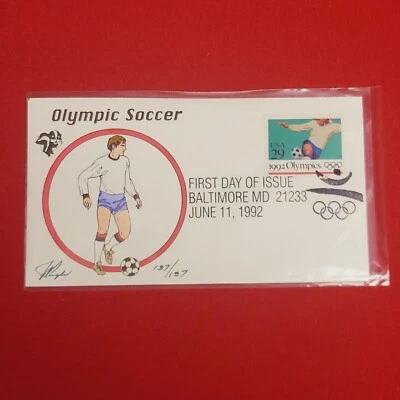 Olympic Soccer
USA
29
1992 Olympics
FIRST DAY OF ISSUE
BALTIMORE MD 21233
JUNE 11, 1992
137/137